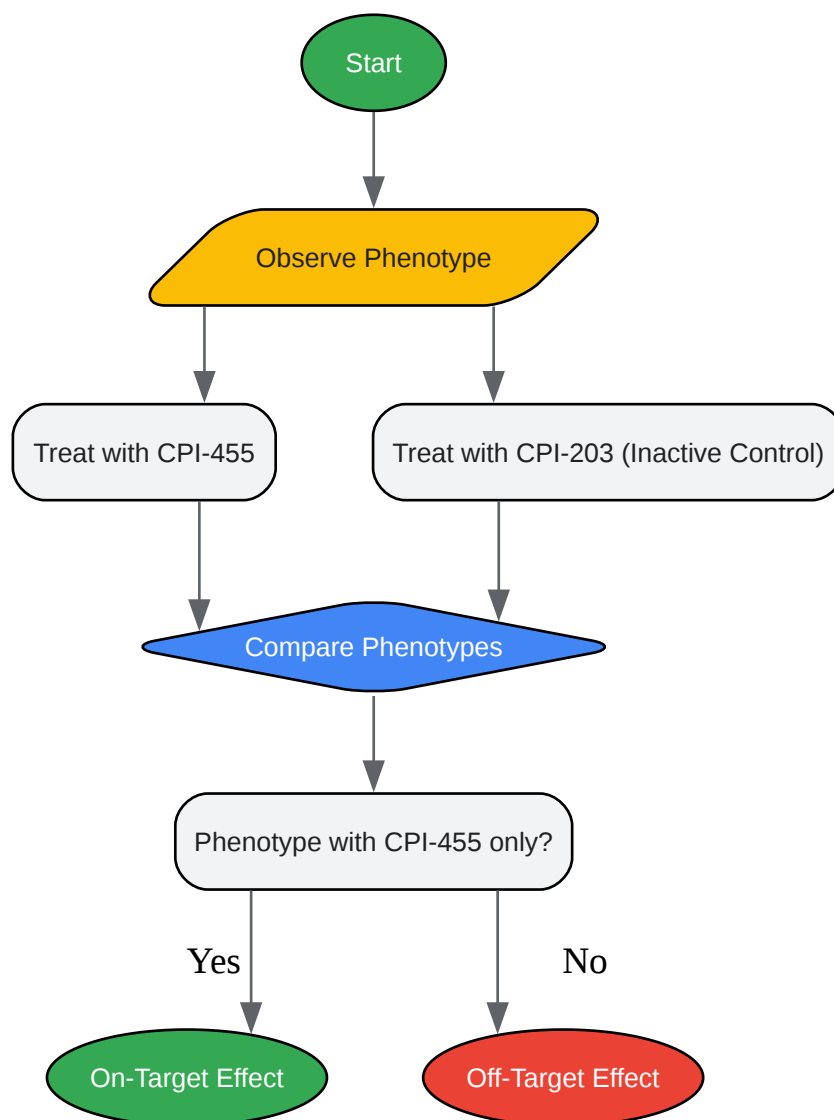 Start
Observe Phenotype
Treat with CPI-455
Treat with CPI-203 (Inactive Control)
Compare Phenotypes
Phenotype with CPI-455 only?
Yes
No
On-Target Effect
Off-Target Effect